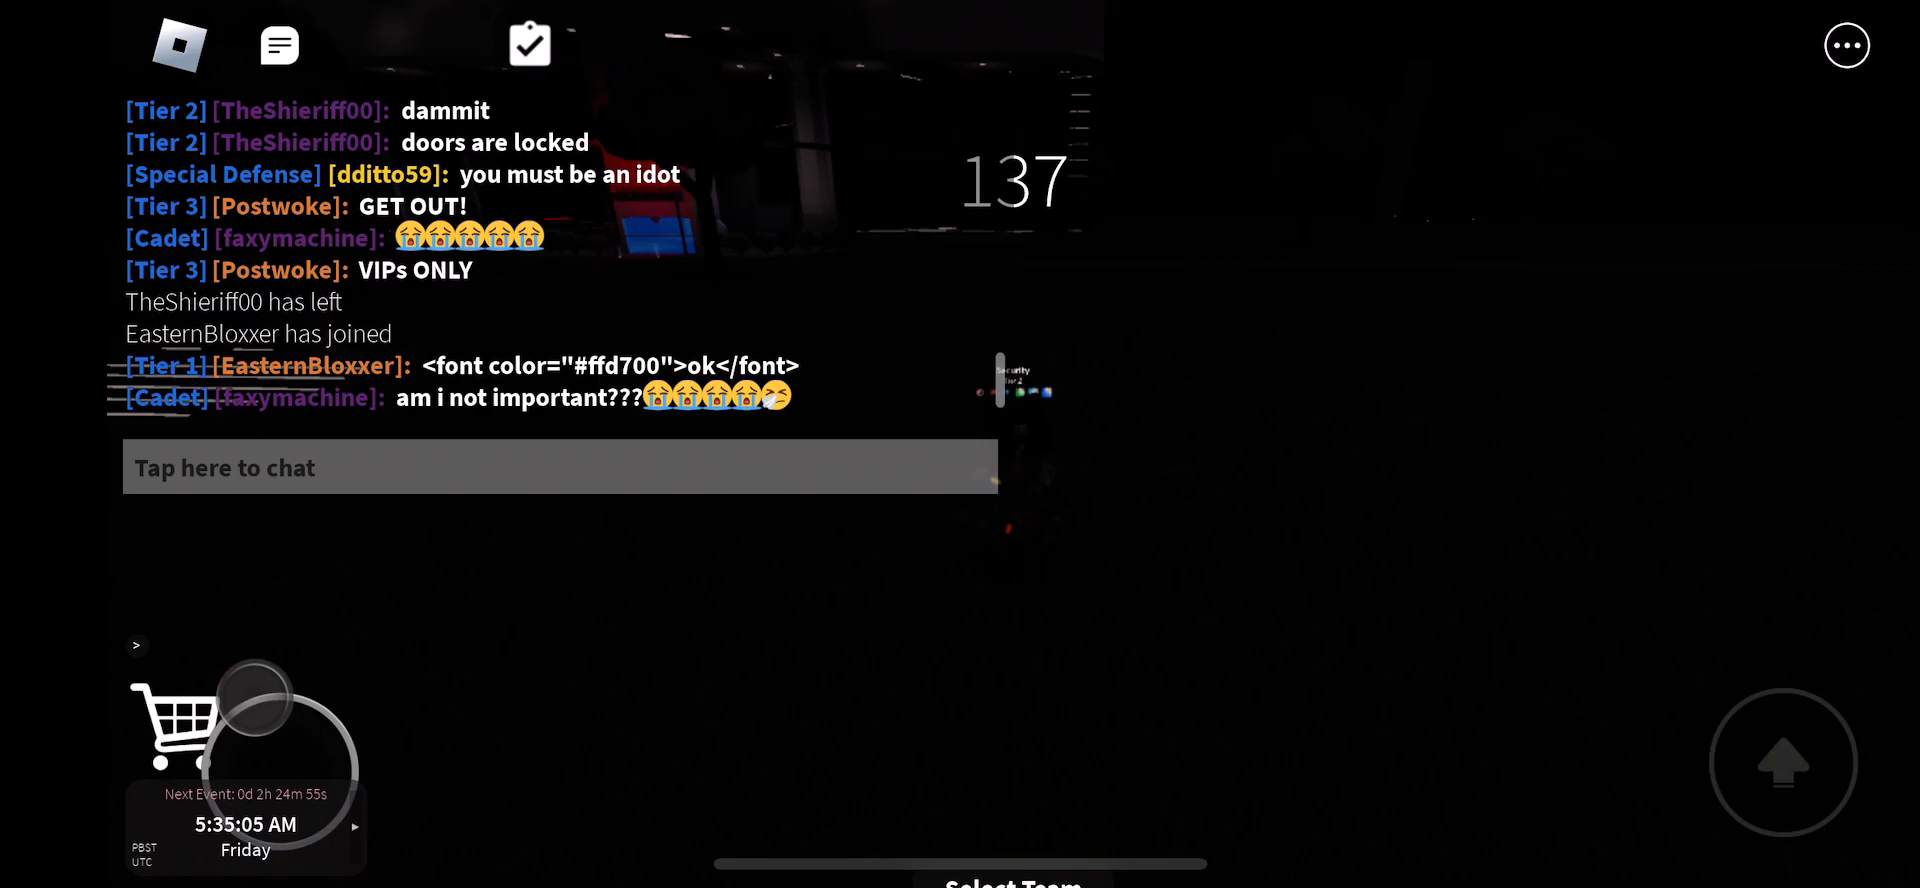 [Tier 2] [TheShieriff00]: dammit
[Tier 2] [TheShieriff00]: doors are locked
[Special Defense] [dditto59]: you must be an idot
[Tier 3] [Postwoke]: GET OUT!
[Cadet] [faxymachine]: 😭😭😭😭😭
[Tier 3] [Postwoke]: VIPs ONLY
TheShieriff00 has left
EasternBloxxer has joined
[Tier 1] [EasternBloxxer]: <font color="#ffd700">ok</font>
[Cadet] [faxymachine]: am i not important???😭😭😭😭🤧
137
Security
Tier 2
Tap here to chat
>
Next Event: 0d 2h 24m 55s
5:35:05 AM
PBST
UTC
Friday
Select Team